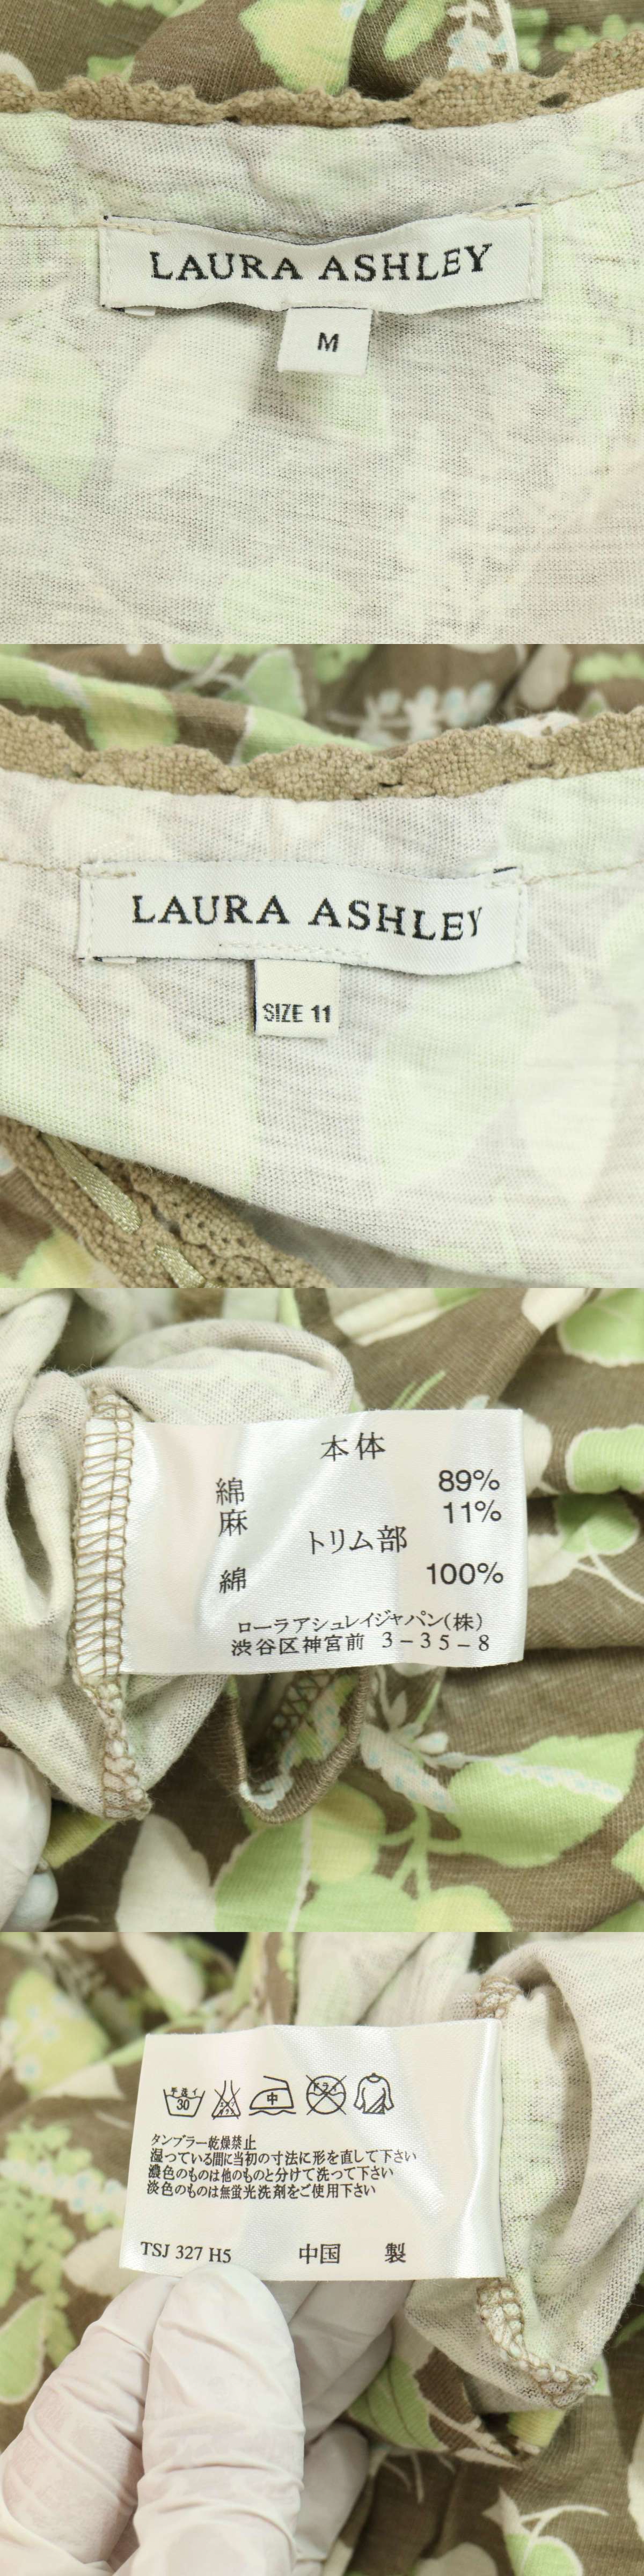 LAURA ASHLEY
M
LAURA ASHLEY
SIZE 11
本体
綿 89%
麻 11%
トリム部
綿 100%
ローラアシュレイジャパン(株)
渋谷区神宮前 3-35-8
手洗イ
30
中
ドライ
タンブラー乾燥禁止
湿っている間に当初の寸法に形を直して下さい
濃色のものは他のものと分けて洗って下さい
淡色のものは無蛍光洗剤をご使用下さい
TSJ 327 H5 中国 製